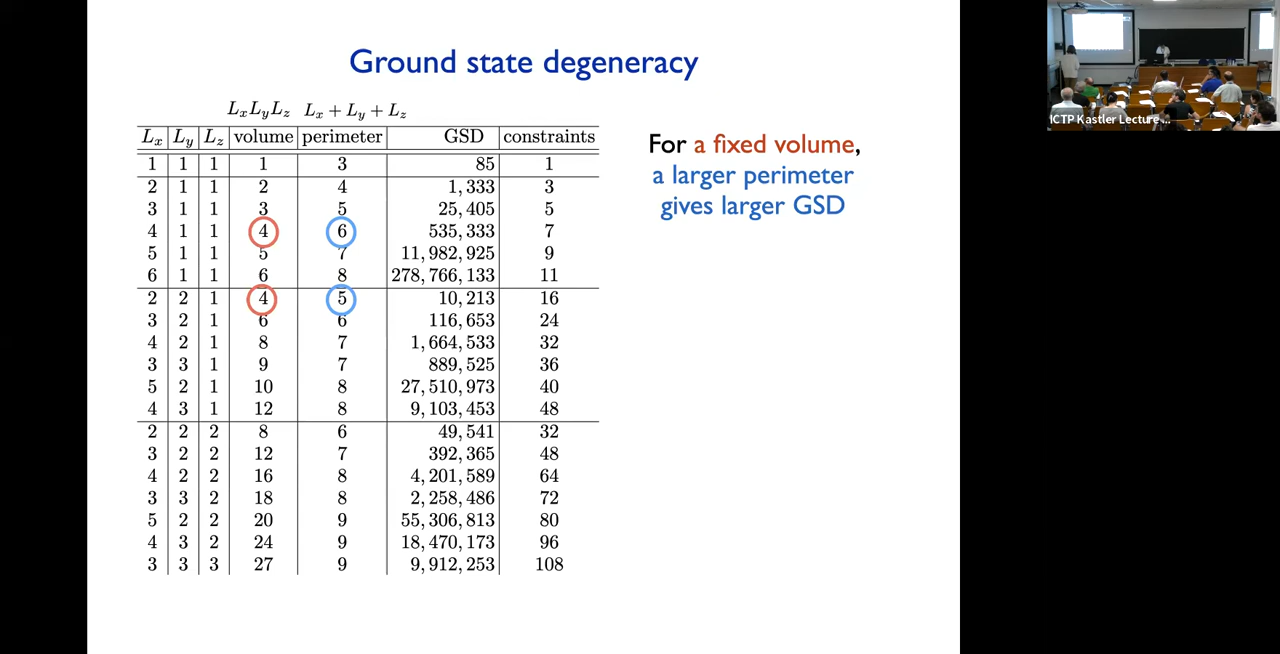 Ground state degeneracy
LxLyLz Lx + Ly + Lz
Lx Ly Lz volume perimeter GSD constraints
1 1 1 1 3 85 1
2 1 1 2 4 1,333 3
3 1 1 3 5 25,405 5
4 1 1 4 6 535,333 7
5 1 1 5 7 11,982,925 9
6 1 1 6 8 278,766,133 11
2 2 1 4 5 10,213 16
3 2 1 6 6 116,653 24
4 2 1 8 7 1,664,533 32
3 3 1 9 7 889,525 36
5 2 1 10 8 27,510,973 40
4 3 1 12 8 9,103,453 48
2 2 2 8 6 49,541 32
3 2 2 12 7 392,365 48
4 2 2 16 8 4,201,589 64
3 3 2 18 8 2,258,486 72
5 2 2 20 9 55,306,813 80
4 3 2 24 9 18,470,173 96
3 3 3 27 9 9,912,253 108
For a fixed volume,
a larger perimeter
gives larger GSD
ICTP Kastler Lecture ...